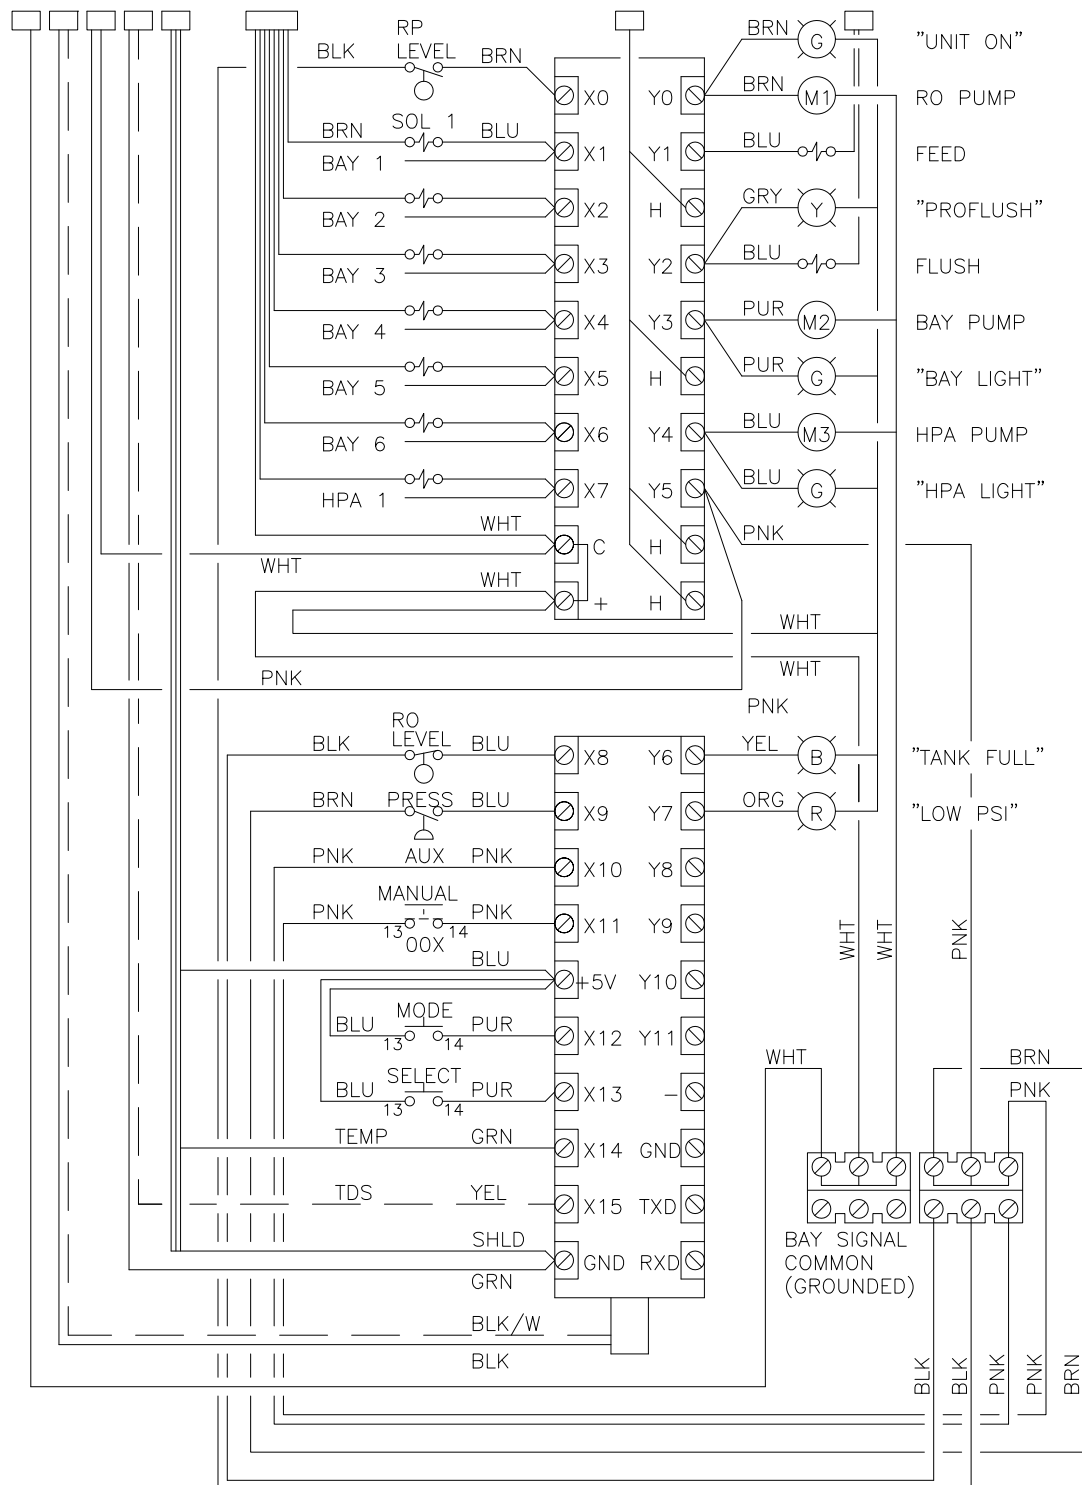 RP
LEVEL
BLK
BRN
BRN
G
"UNIT ON"
X0
Y0
BRN
M1
RO PUMP
BRN
SOL 1
BLU
BAY 1
X1
Y1
BLU
FEED
BAY 2
X2
H
GRY
Y
"PROFLUSH"
BAY 3
X3
Y2
BLU
FLUSH
BAY 4
X4
Y3
PUR
M2
BAY PUMP
BAY 5
X5
H
PUR
G
"BAY LIGHT"
BAY 6
X6
Y4
BLU
M3
HPA PUMP
HPA 1
X7
Y5
BLU
G
"HPA LIGHT"
WHT
WHT
C
H
PNK
WHT
+
H
WHT
WHT
PNK
PNK
RO
LEVEL
BLK
BLU
X8
Y6
YEL
B
"TANK FULL"
BRN
PRESS
BLU
X9
Y7
ORG
R
"LOW PSI"
PNK
AUX
PNK
X10
Y8
MANUAL
PNK
13
14
PNK
OOX
X11
Y9
WHT
WHT
PNK
BLU
+5V
Y10
MODE
BLU
13
14
PUR
X12
Y11
SELECT
BLU
13
14
PUR
X13
-
WHT
BRN
PNK
TEMP
GRN
X14
GND
TDS
YEL
X15
TXD
SHLD
GRN
GND
RXD
BAY SIGNAL
COMMON
(GROUNDED)
BLK/W
BLK
BLK
BLK
PNK
PNK
BRN